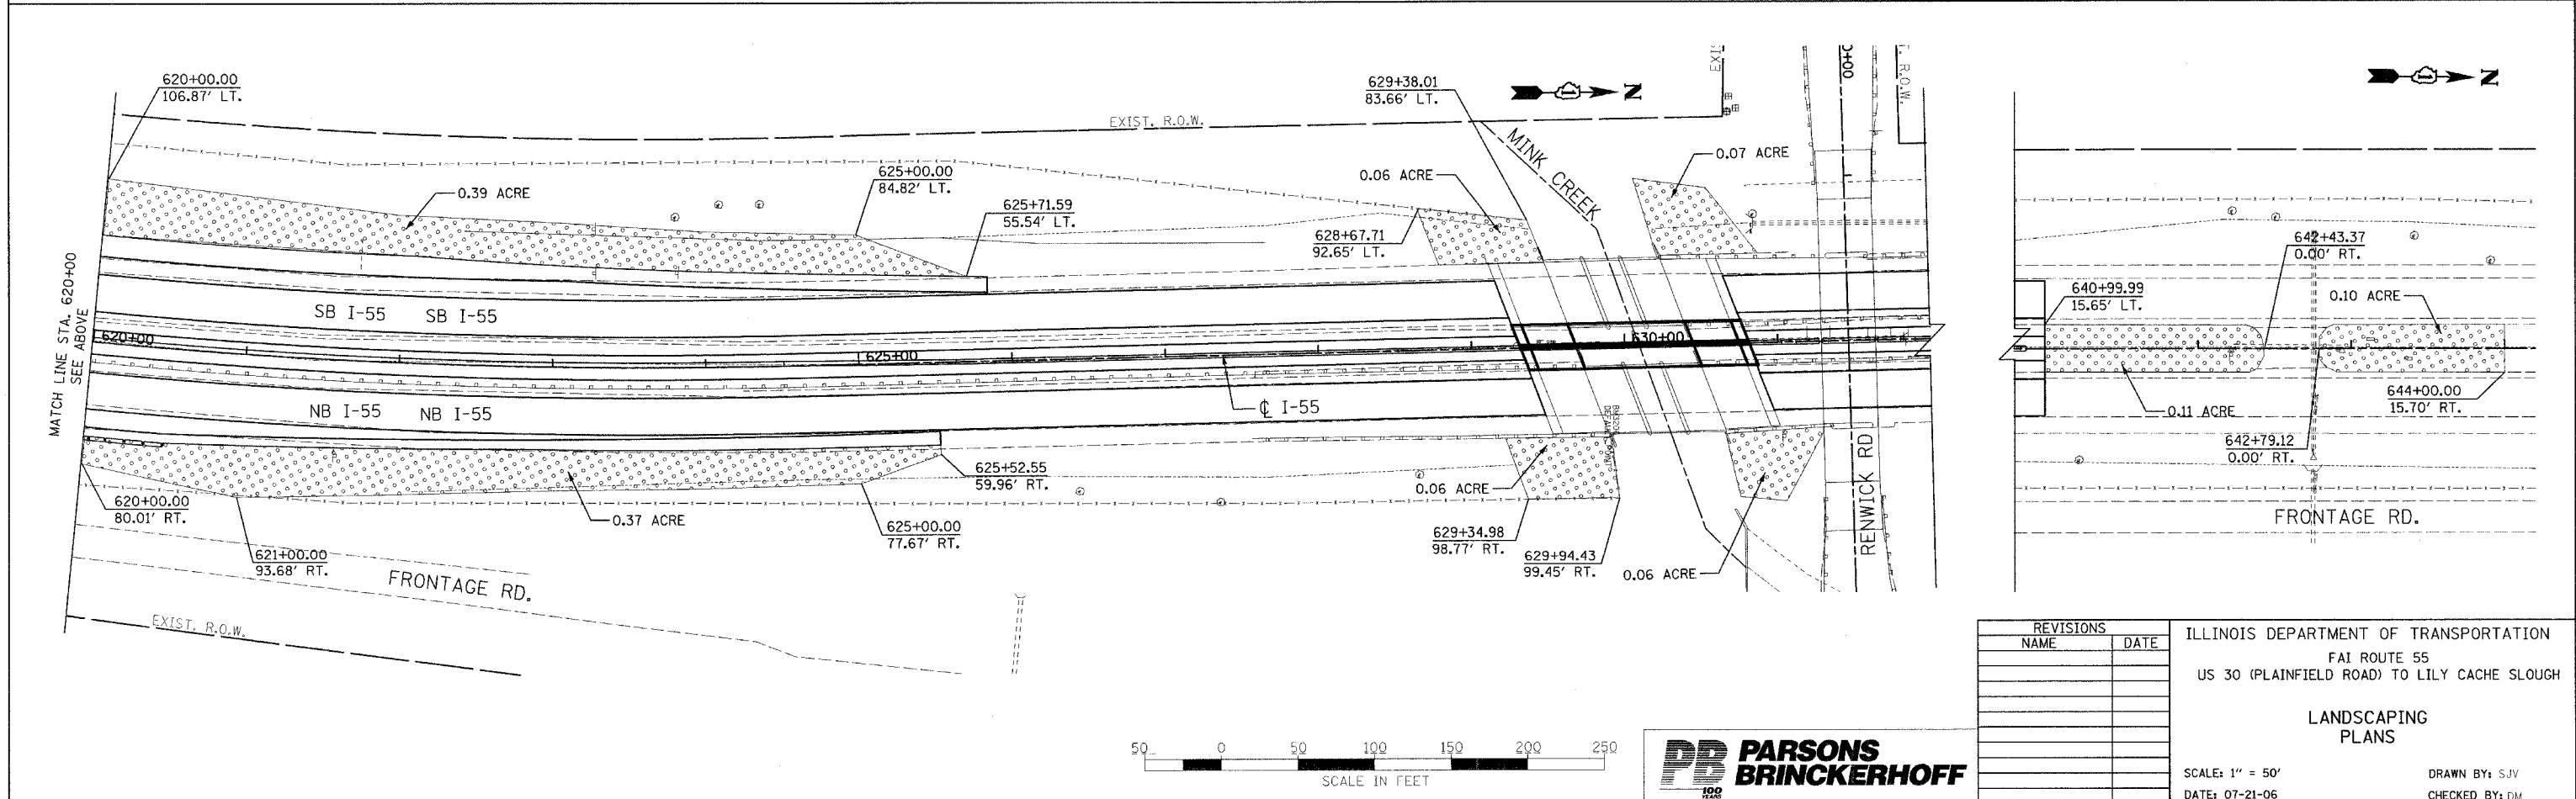 620+00.00
106.87' LT.
0.39 ACRE
625+00.00
84.82' LT.
625+71.59
55.54' LT.
EXIST. R.O.W.
629+38.01
83.66' LT.
N
MINK CREEK
0.06 ACRE
628+67.71
92.65' LT.
0.07 ACRE
00+
R.O.W.
N
642+43.37
0.00' RT.
640+99.99
15.65' LT.
0.10 ACRE
MATCH LINE STA. 620+00
SEE ABOVE
SB I-55
SB I-55
620+00
625+00
630+00
NB I-55
NB I-55
℄ I-55
0.11 ACRE
644+00.00
15.70' RT.
642+79.12
0.00' RT.
620+00.00
80.01' RT.
621+00.00
93.68' RT.
0.37 ACRE
625+52.55
59.96' RT.
625+00.00
77.67' RT.
0.06 ACRE
629+34.98
98.77' RT.
629+94.43
99.45' RT.
0.06 ACRE
RENWICK RD
FRONTAGE RD.
FRONTAGE RD.
EXIST. R.O.W.
50 0 50 100 150 200 250
SCALE IN FEET
PB PARSONS
BRINCKERHOFF
100
YEARS
REVISIONS
NAME DATE
ILLINOIS DEPARTMENT OF TRANSPORTATION
FAI ROUTE 55
US 30 (PLAINFIELD ROAD) TO LILY CACHE SLOUGH
LANDSCAPING
PLANS
SCALE: 1" = 50'
DRAWN BY: SJV
DATE: 07-21-06
CHECKED BY: DM